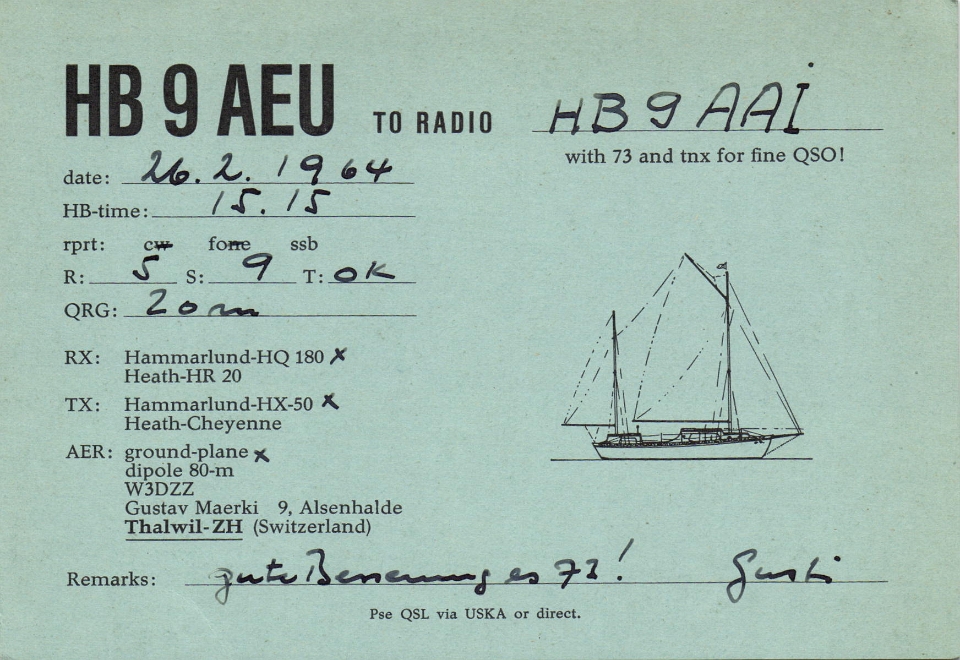 HB 9 AEU TO RADIO HB9AAI
with 73 and tnx for fine QSO!
date: 26.2.1964
HB-time: 15.15
rprt: cw fone ssb
R: 5 S: 9 T: OK
QRG: 20 m
RX: Hammarlund-HQ 180 x
Heath-HR 20
TX: Hammarlund-HX-50 x
Heath-Cheyenne
AER: ground-plane x
dipole 80-m
W3DZZ
Gustav Maerki 9, Alsenhalde
Thalwil-ZH (Switzerland)
Remarks: gute Besserung es 73! Gusti
Pse QSL via USKA or direct.